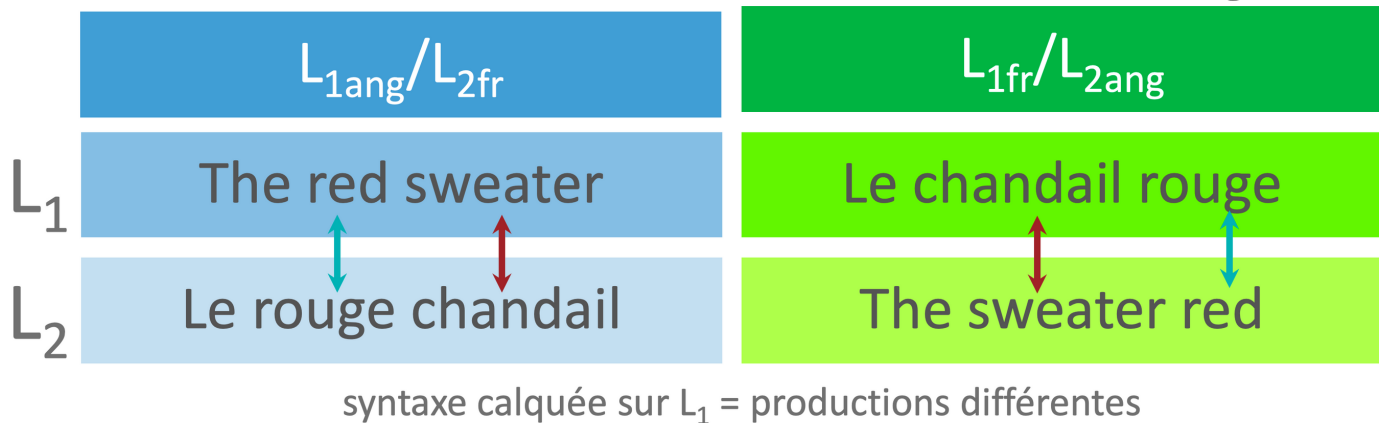 L1ang/L2fr
L1fr/L2ang
L1
The red sweater
Le chandail rouge
L2
Le rouge chandail
The sweater red
syntaxe calquée sur L1 = productions différentes